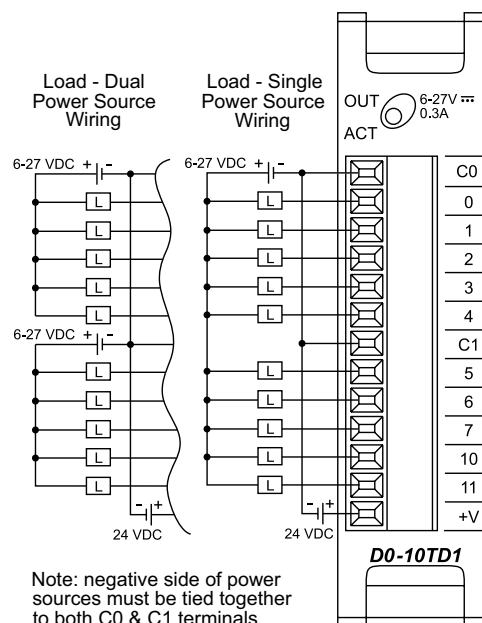 Load - Dual
Power Source
Wiring
Load - Single
Power Source
Wiring
OUT
6-27V
0.3A
ACT
6-27 VDC + -
L
L
L
L
L
6-27 VDC + -
L
L
L
L
L
- +
24 VDC
6-27 VDC + -
L
L
L
L
L
L
L
L
L
L
- +
24 VDC
C0
0
1
2
3
4
C1
5
6
7
10
11
+V
D0-10TD1
Note: negative side of power
sources must be tied together
to both C0 & C1 terminals